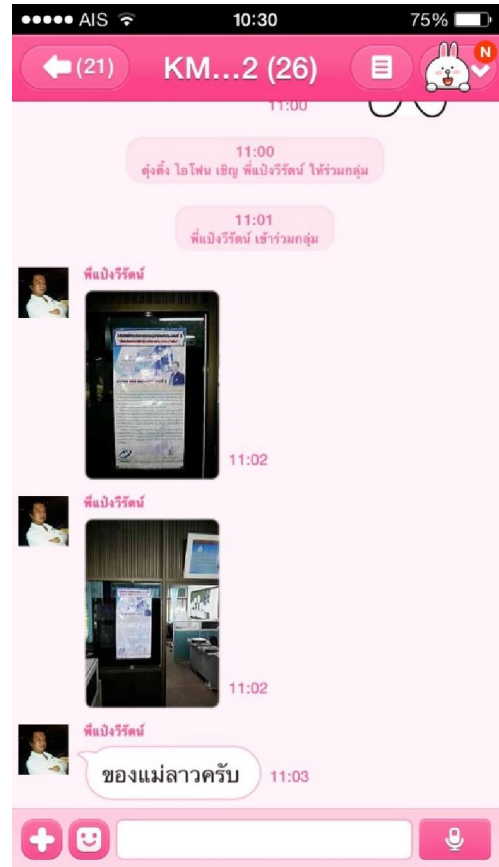 AIS
10:30
75%
(21)
KM...2 (26)
N
11:00
11:00
ตุ๋งติ๋ง ไอโฟน เชิญ พี่แป๋งวีรัตน์ ให้ร่วมกลุ่ม
11:01
พี่แป๋งวีรัตน์ เข้าร่วมกลุ่ม
พี่แป๋งวีรัตน์
11:02
พี่แป๋งวีรัตน์
11:02
พี่แป๋งวีรัตน์
ของแม่ลาวครับ
11:03